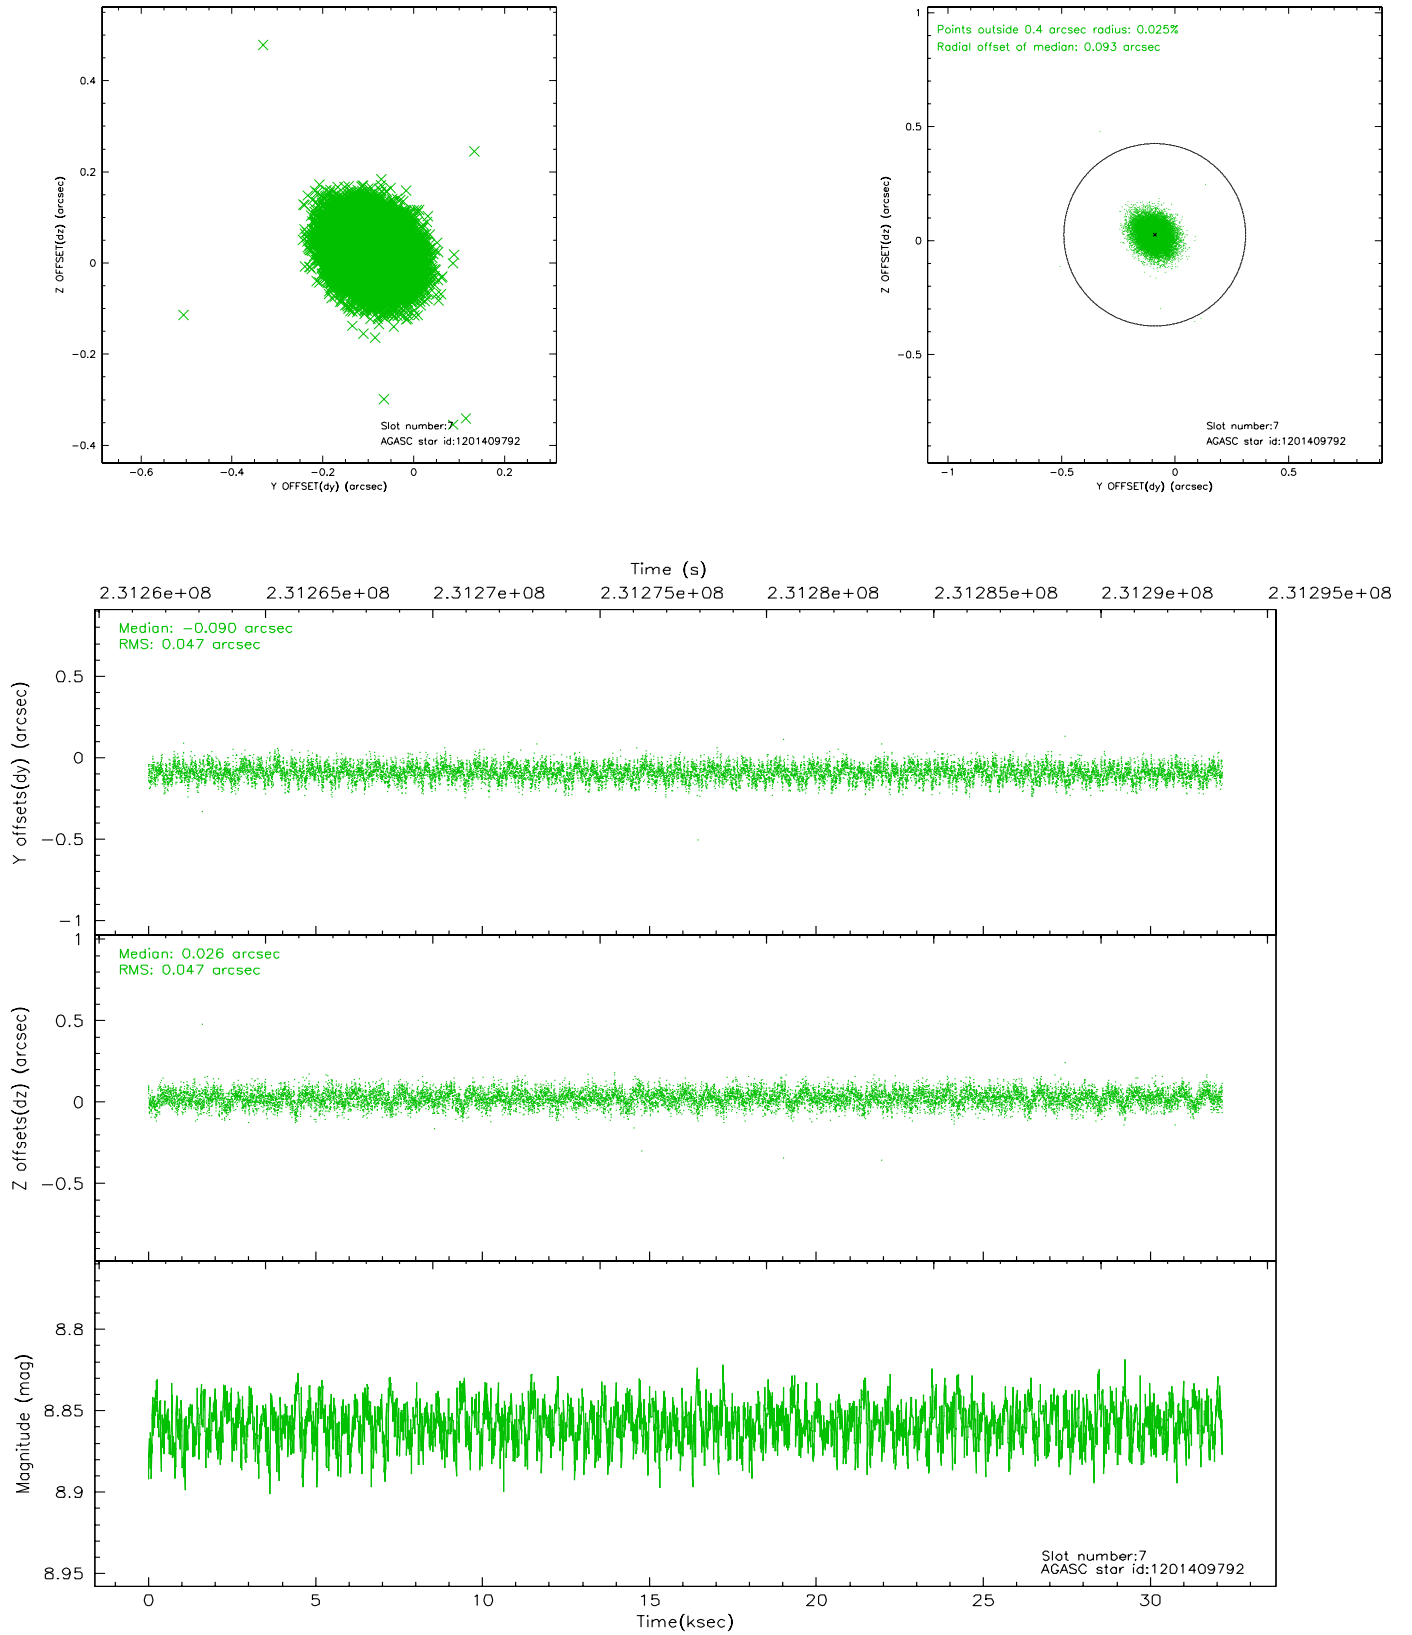 0.4
0.2
0
−0.2
−0.4
Z OFFSET(dz) (arcsec)
Slot number:7
AGASC star id:1201409792
−0.6 −0.4 −0.2 0 0.2
Y OFFSET(dy) (arcsec)
Points outside 0.4 arcsec radius: 0.025%
Radial offset of median: 0.093 arcsec
1
0.5
0
−0.5
Z OFFSET(dz) (arcsec)
Slot number:7
AGASC star id:1201409792
−1 −0.5 0 0.5
Y OFFSET(dy) (arcsec)
Time (s)
2.3126e+08 2.31265e+08 2.3127e+08 2.31275e+08 2.3128e+08 2.31285e+08 2.3129e+08 2.31295e+08
Median: −0.090 arcsec
RMS: 0.047 arcsec
0.5
0
−0.5
−1
Y offsets(dy) (arcsec)
Median: 0.026 arcsec
RMS: 0.047 arcsec
1
0.5
0
−0.5
Z offsets(dz) (arcsec)
8.8
8.85
8.9
8.95
Magnitude (mag)
Slot number:7
AGASC star id:1201409792
0 5 10 15 20 25 30
Time(ksec)